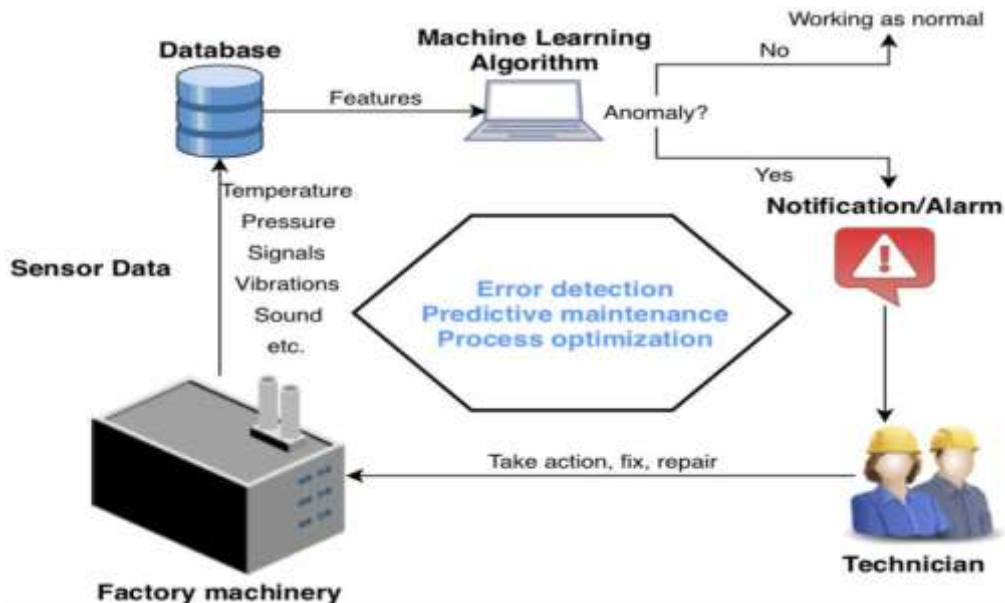 Working as normal
Database
Machine Learning
Algorithm
No
Features
Anomaly?
Yes
Temperature
Pressure
Signals
Vibrations
Sound
etc.
Sensor Data
Notification/Alarm
Error detection
Predictive maintenance
Process optimization
Take action, fix, repair
Technician
Factory machinery